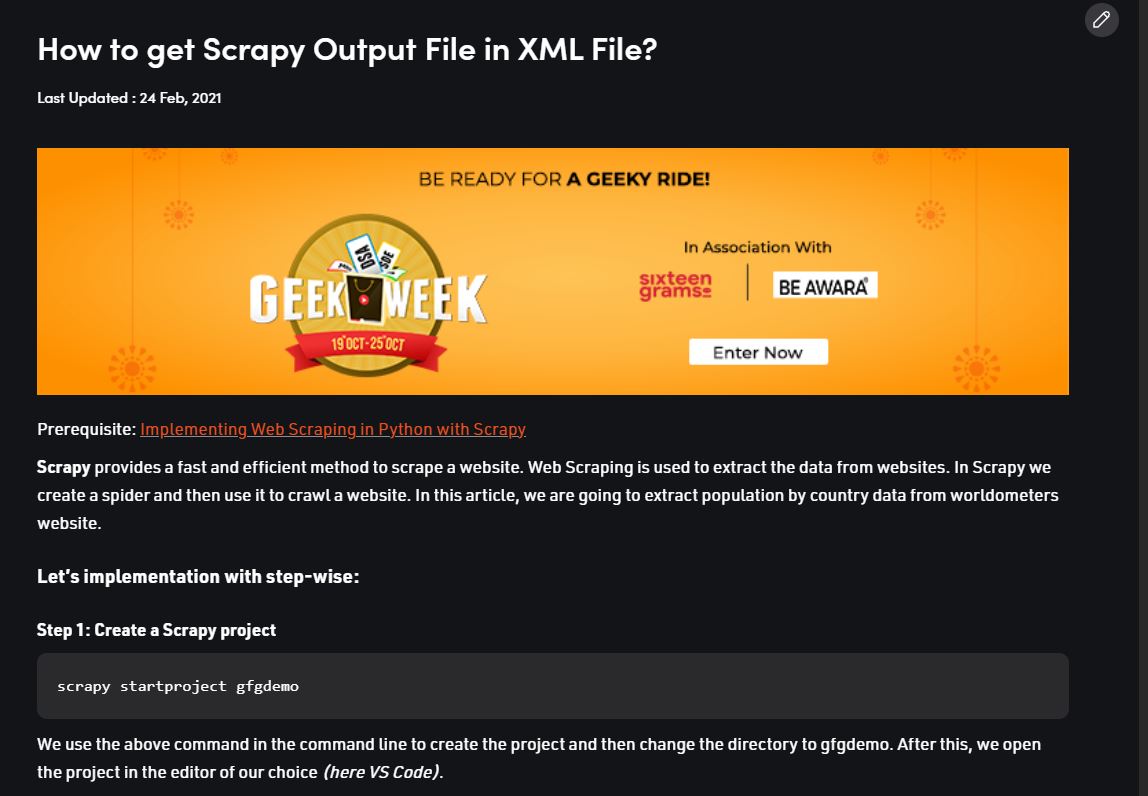 How to get Scrapy Output File in XML File?
Last Updated : 24 Feb, 2021
BE READY FOR A GEEKY RIDE!
DSA
SDE
GEEK WEEK
19 OCT - 25 OCT
In Association With
sixteen
grams
BE AWARA
Enter Now
Prerequisite: Implementing Web Scraping in Python with Scrapy
Scrapy provides a fast and efficient method to scrape a website. Web Scraping is used to extract the data from websites. In Scrapy we
create a spider and then use it to crawl a website. In this article, we are going to extract population by country data from worldometers
website.
Let's implementation with step-wise:
Step 1: Create a Scrapy project
scrapy startproject gfgdemo
We use the above command in the command line to create the project and then change the directory to gfgdemo. After this, we open
the project in the editor of our choice (here VS Code).